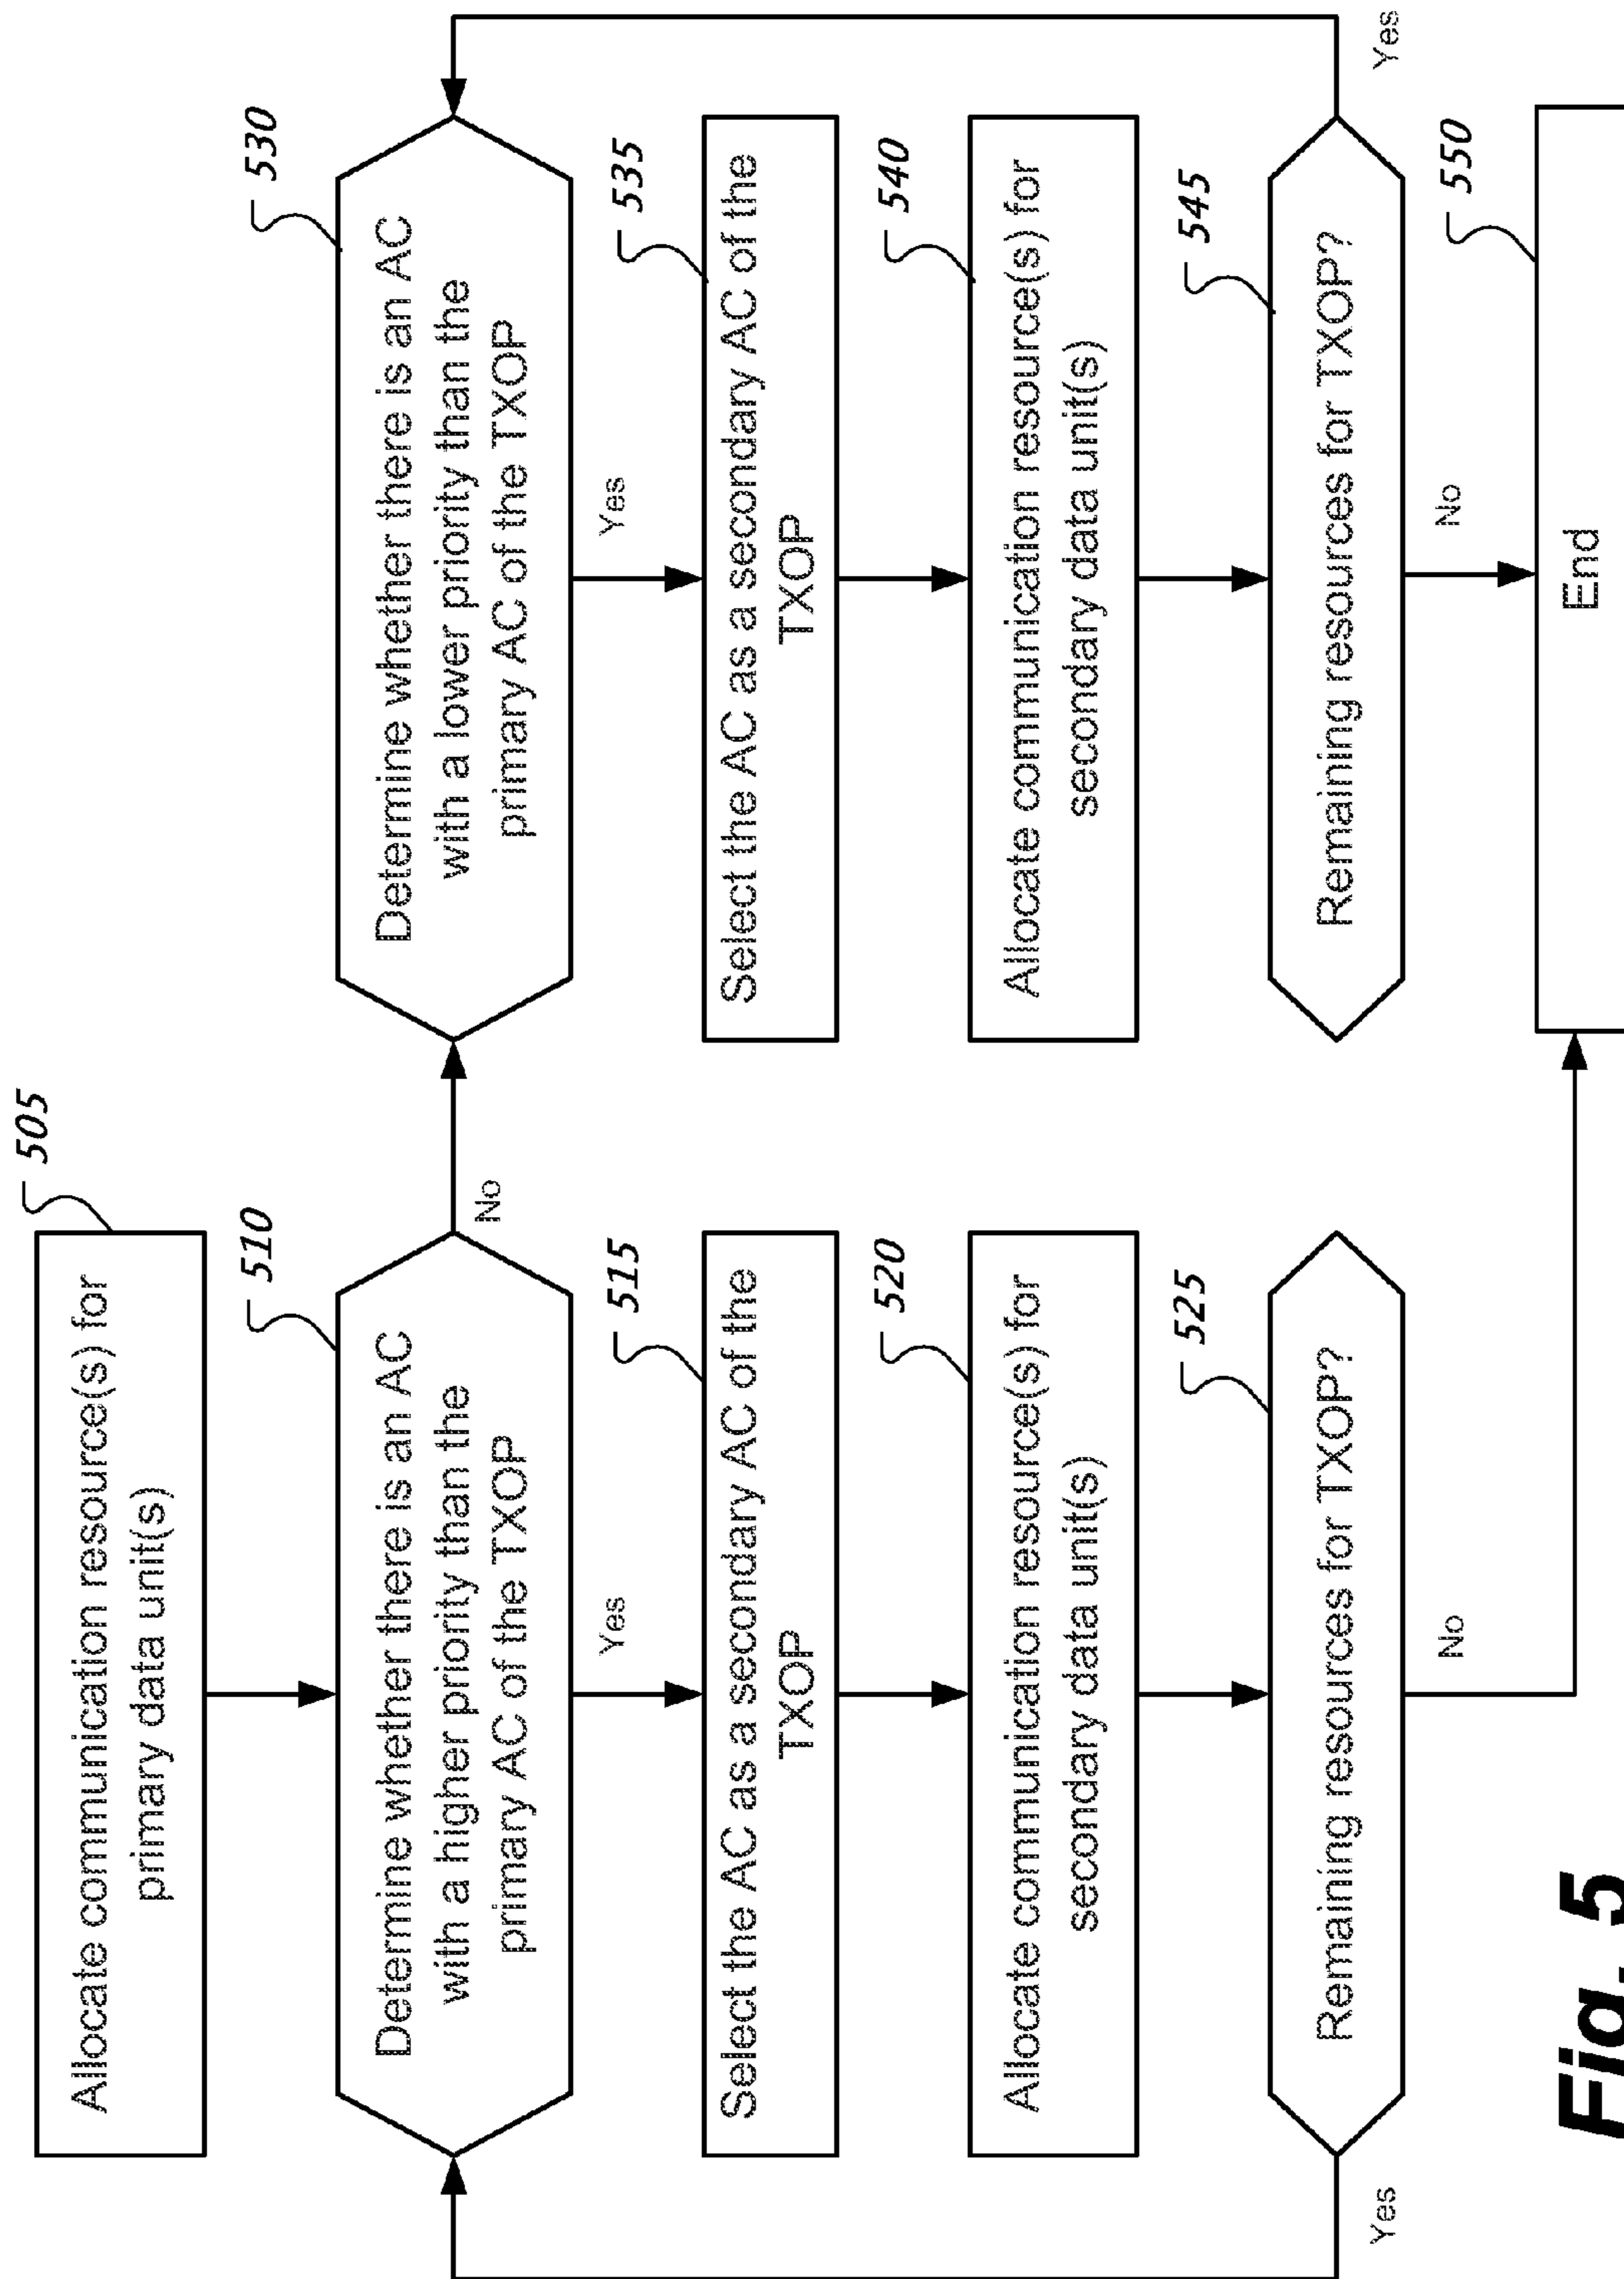 505
Allocate communication resource(s) for
primary data unit(s)
510
Determine whether there is an AC
with a higher priority than the
primary AC of the TXOP
No
Yes
515
Select the AC as a secondary AC of the
TXOP
520
Allocate communication resource(s) for
secondary data unit(s)
525
Remaining resources for TXOP?
Yes
No
530
Determine whether there is an AC
with a lower priority than the
primary AC of the TXOP
Yes
535
Select the AC as a secondary AC of the
TXOP
540
Allocate communication resource(s) for
secondary data unit(s)
545
Remaining resources for TXOP?
Yes
No
550
End
Fig. 5